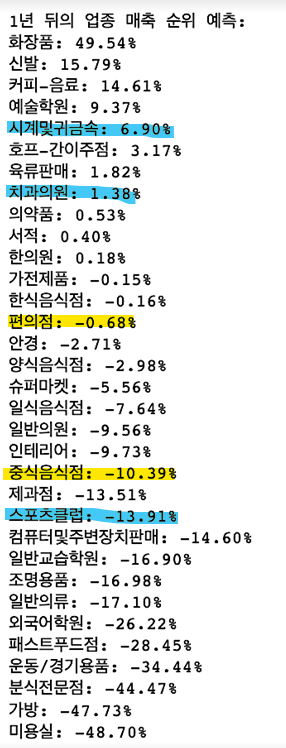 1년 뒤의 업종 매축 순위 예측:
화장품: 49.54%
신발: 15.79%
커피-음료: 14.61%
예술학원: 9.37%
시계및귀금속: 6.90%
호프-간이주점: 3.17%
육류판매: 1.82%
치과의원: 1.38%
의약품: 0.53%
서적: 0.40%
한의원: 0.18%
가전제품: -0.15%
한식음식점: -0.16%
편의점: -0.68%
안경: -2.71%
양식음식점: -2.98%
슈퍼마켓: -5.56%
일식음식점: -7.64%
일반의원: -9.56%
인테리어: -9.73%
중식음식점: -10.39%
제과점: -13.51%
스포츠클럽: -13.91%
컴퓨터및주변장치판매: -14.60%
일반교습학원: -16.90%
조명용품: -16.98%
일반의류: -17.10%
외국어학원: -26.22%
패스트푸드점: -28.45%
운동/경기용품: -34.44%
분식전문점: -44.47%
가방: -47.73%
미용실: -48.70%